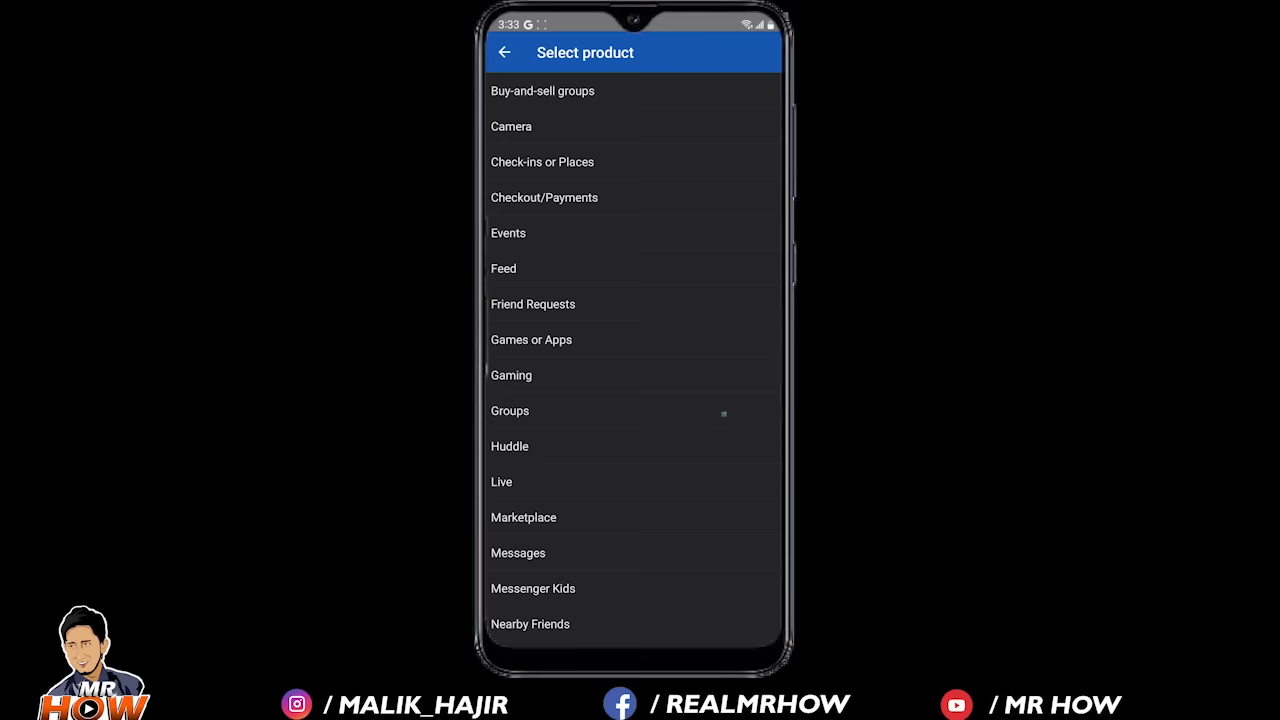 3:33 G
Select product
Buy-and-sell groups
Camera
Check-ins or Places
Checkout/Payments
Events
Feed
Friend Requests
Games or Apps
Gaming
Groups
Huddle
Live
Marketplace
Messages
Messenger Kids
Nearby Friends
MR
HOW
/ MALIK_HAJIR
/ REALMRHOW
/ MR HOW